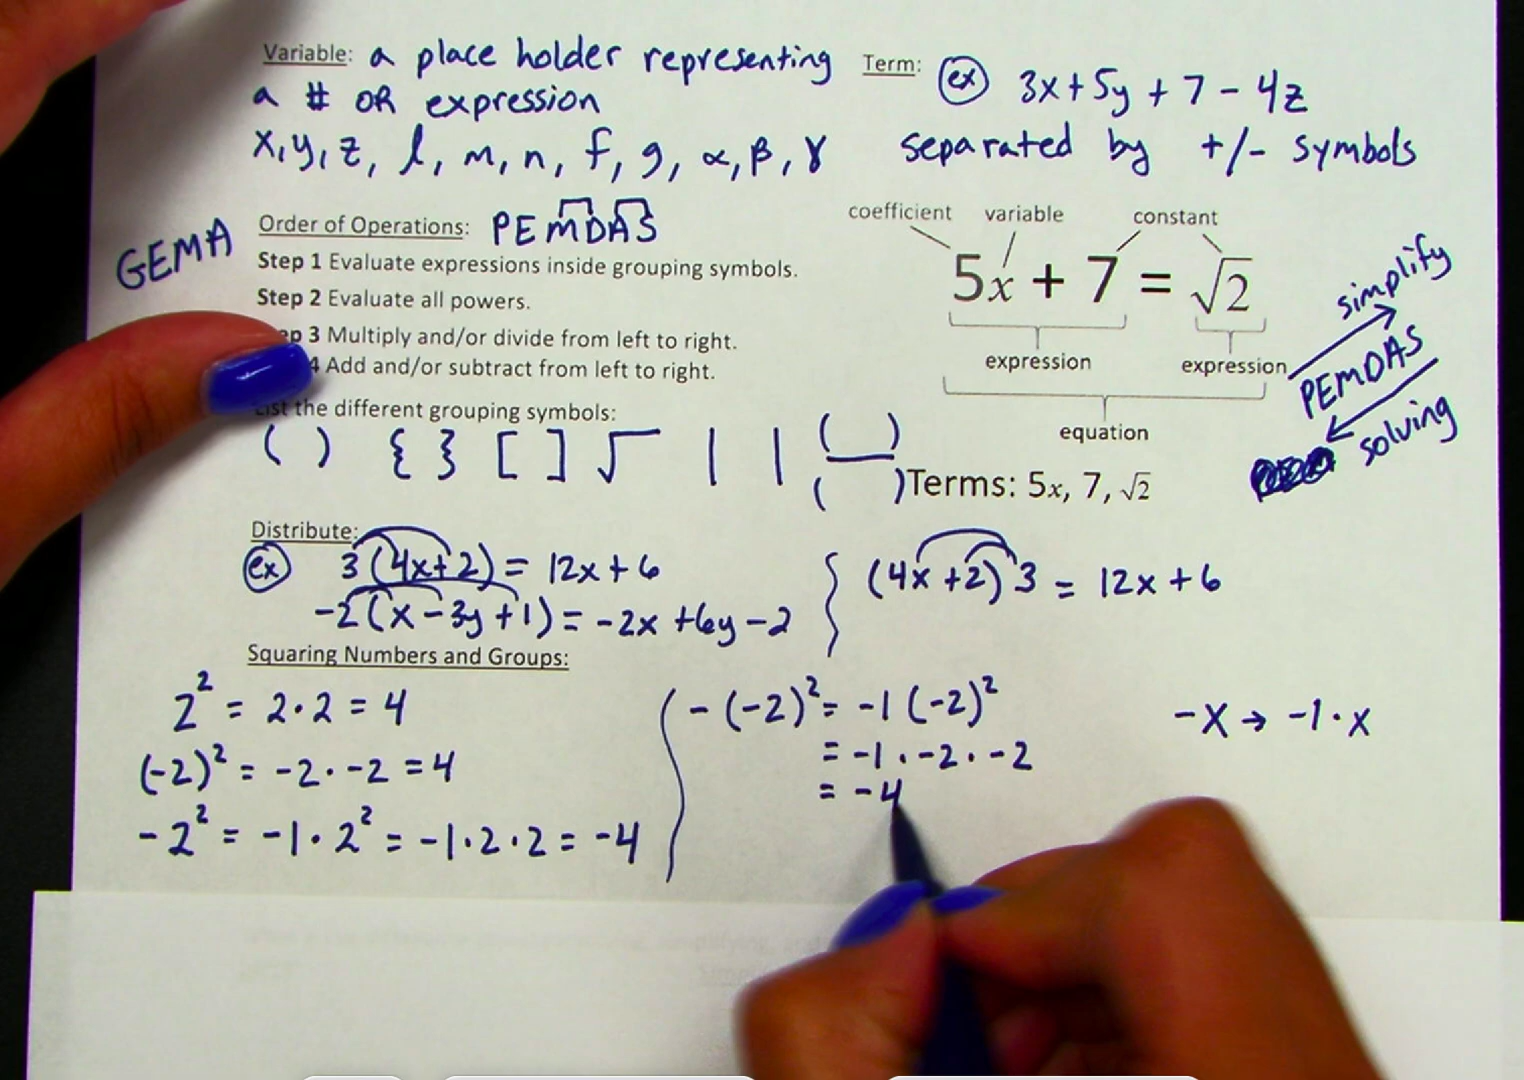 Variable: a place holder representing
a # OR expression
x, y, z, l, m, n, f, g, α, β, γ
Term: ex 3x + 5y + 7 - 4z
separated by +/- symbols
GEMA
Order of Operations: PEMDAS
Step 1 Evaluate expressions inside grouping symbols.
Step 2 Evaluate all powers.
ep 3 Multiply and/or divide from left to right.
4 Add and/or subtract from left to right.
List the different grouping symbols:
( ) { } [ ] √ | | ( )
( )
coefficient variable constant
5x + 7 = √2
expression expression
equation
Terms: 5x, 7, √2
simplify
PEMDAS
solving
Distribute:
ex 3(4x+2) = 12x + 6
-2(x - 3y + 1) = -2x + 6y - 2
(4x + 2) 3 = 12x + 6
Squaring Numbers and Groups:
2² = 2 · 2 = 4
(-2)² = -2 · -2 = 4
-2² = -1 · 2² = -1 · 2 · 2 = -4
-(-2)² = -1 (-2)²
= -1 · -2 · -2
= -4
-x → -1 · x